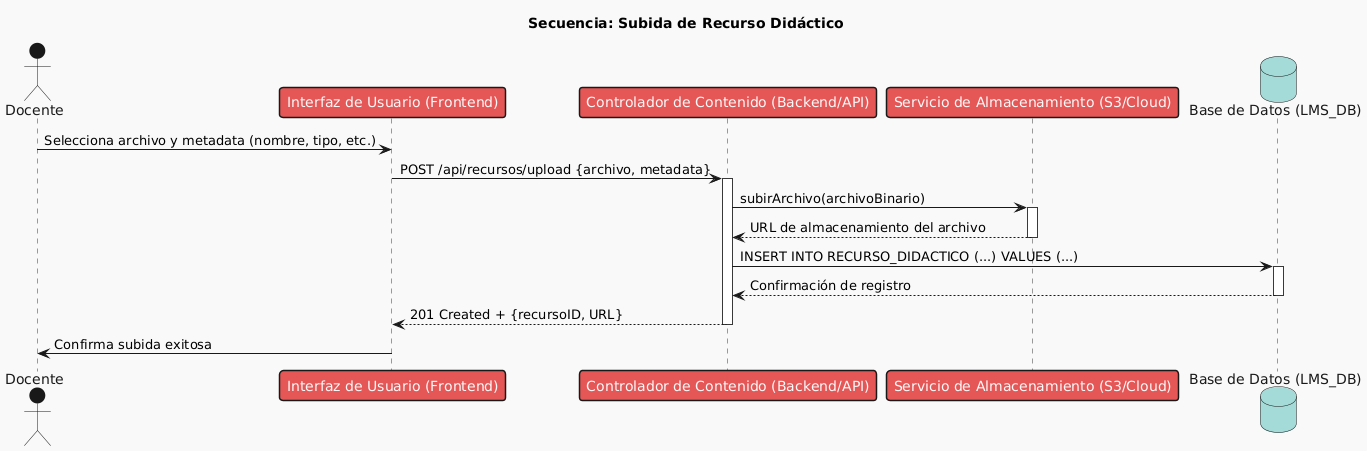 Secuencia: Subida de Recurso Didáctico
Docente
Interfaz de Usuario (Frontend)
Controlador de Contenido (Backend/API)
Servicio de Almacenamiento (S3/Cloud)
Base de Datos (LMS_DB)
Selecciona archivo y metadata (nombre, tipo, etc.)
POST /api/recursos/upload {archivo, metadata}
subirArchivo(archivoBinario)
URL de almacenamiento del archivo
INSERT INTO RECURSO_DIDACTICO (...) VALUES (...)
Confirmación de registro
201 Created + {recursoID, URL}
Confirma subida exitosa
Docente
Interfaz de Usuario (Frontend)
Controlador de Contenido (Backend/API)
Servicio de Almacenamiento (S3/Cloud)
Base de Datos (LMS_DB)